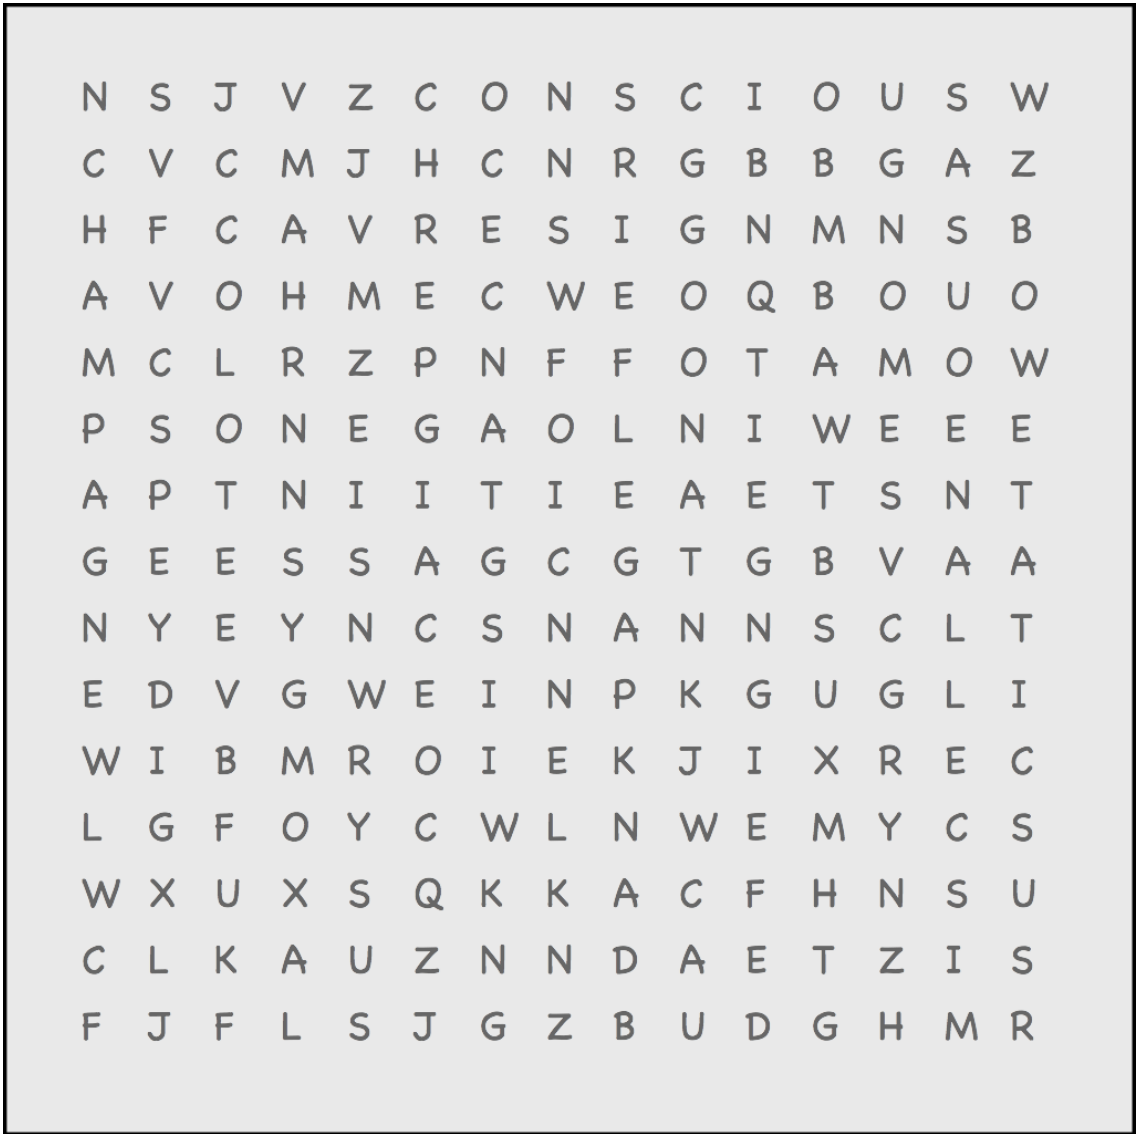 N S J V Z C O N S C I O U S W
C V C M J H C N R G B B G A Z
H F C A V R E S I G N M N S B
A V O H M E C W E O Q B O U O
M C L R Z P N F F O T A M O W
P S O N E G A O L N I W E E E
A P T N I I T I E A E T S N T
G E E S S A G C G T G B V A A
N Y E Y N C S N A N N S C L T
E D V G W E I N P K G U G L I
W I B M R O I E K J I X R E C
L G F O Y C W L N W E M Y C S
W X U X S Q K K A C F H N S U
C L K A U Z N N D A E T Z I S
F J F L S J G Z B U D G H M R